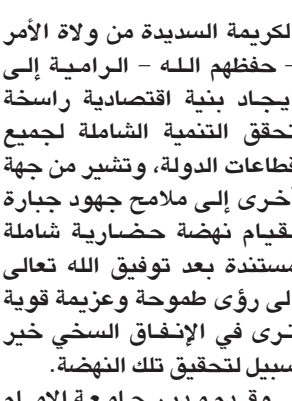 الكريمة السديدة من ولاة الأمر
- حفظهم الله - الرامية إلى
إيجاد بنية اقتصادية راسخة
تحقق التنمية الشاملة لجميع
قطاعات الدولة، وتشير من جهة
أخرى إلى ملامح جهود جبارة
لقيام نهضة حضارية شاملة
مستندة بعد توفيق الله تعالى
إلى رؤى طموحة وعزيمة قوية
ترى في الإنفاق السخي خير
سبيل لتحقيق تلك النهضة.